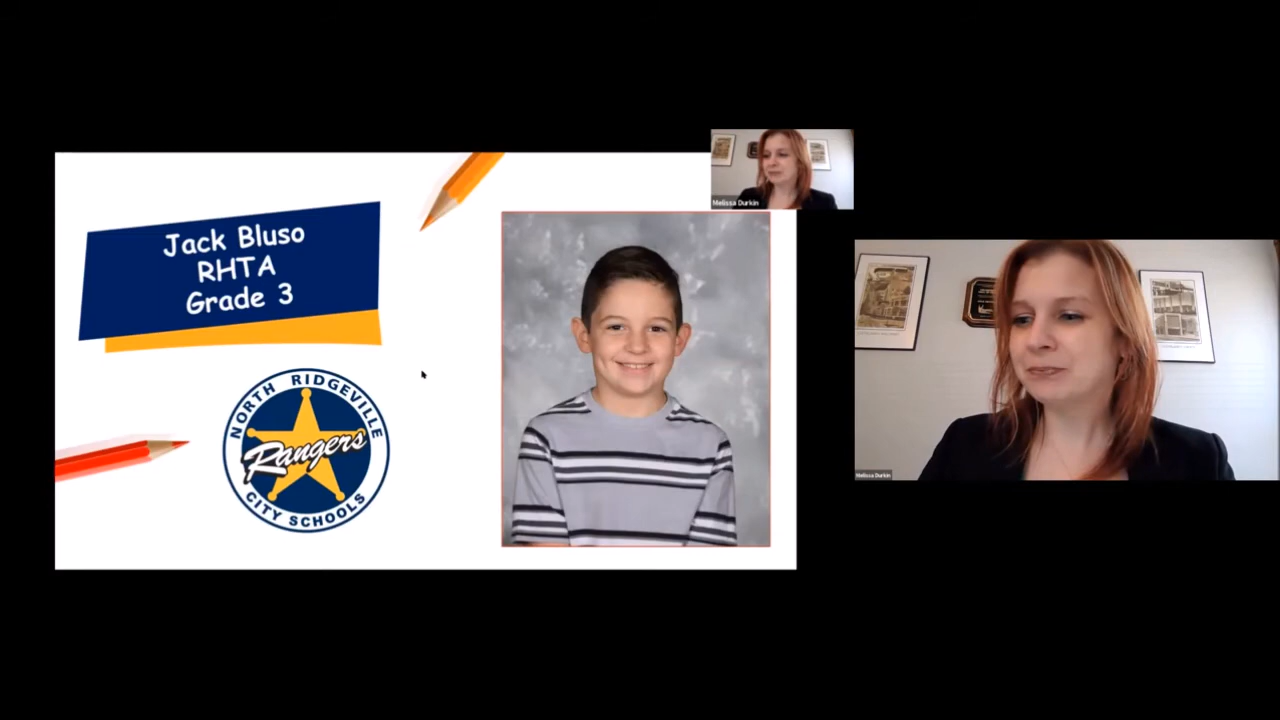 Jack Bluso
RHTA
Grade 3
NORTH RIDGEVILLE
Rangers
CITY SCHOOLS
Melissa Durkin
Melissa Durkin